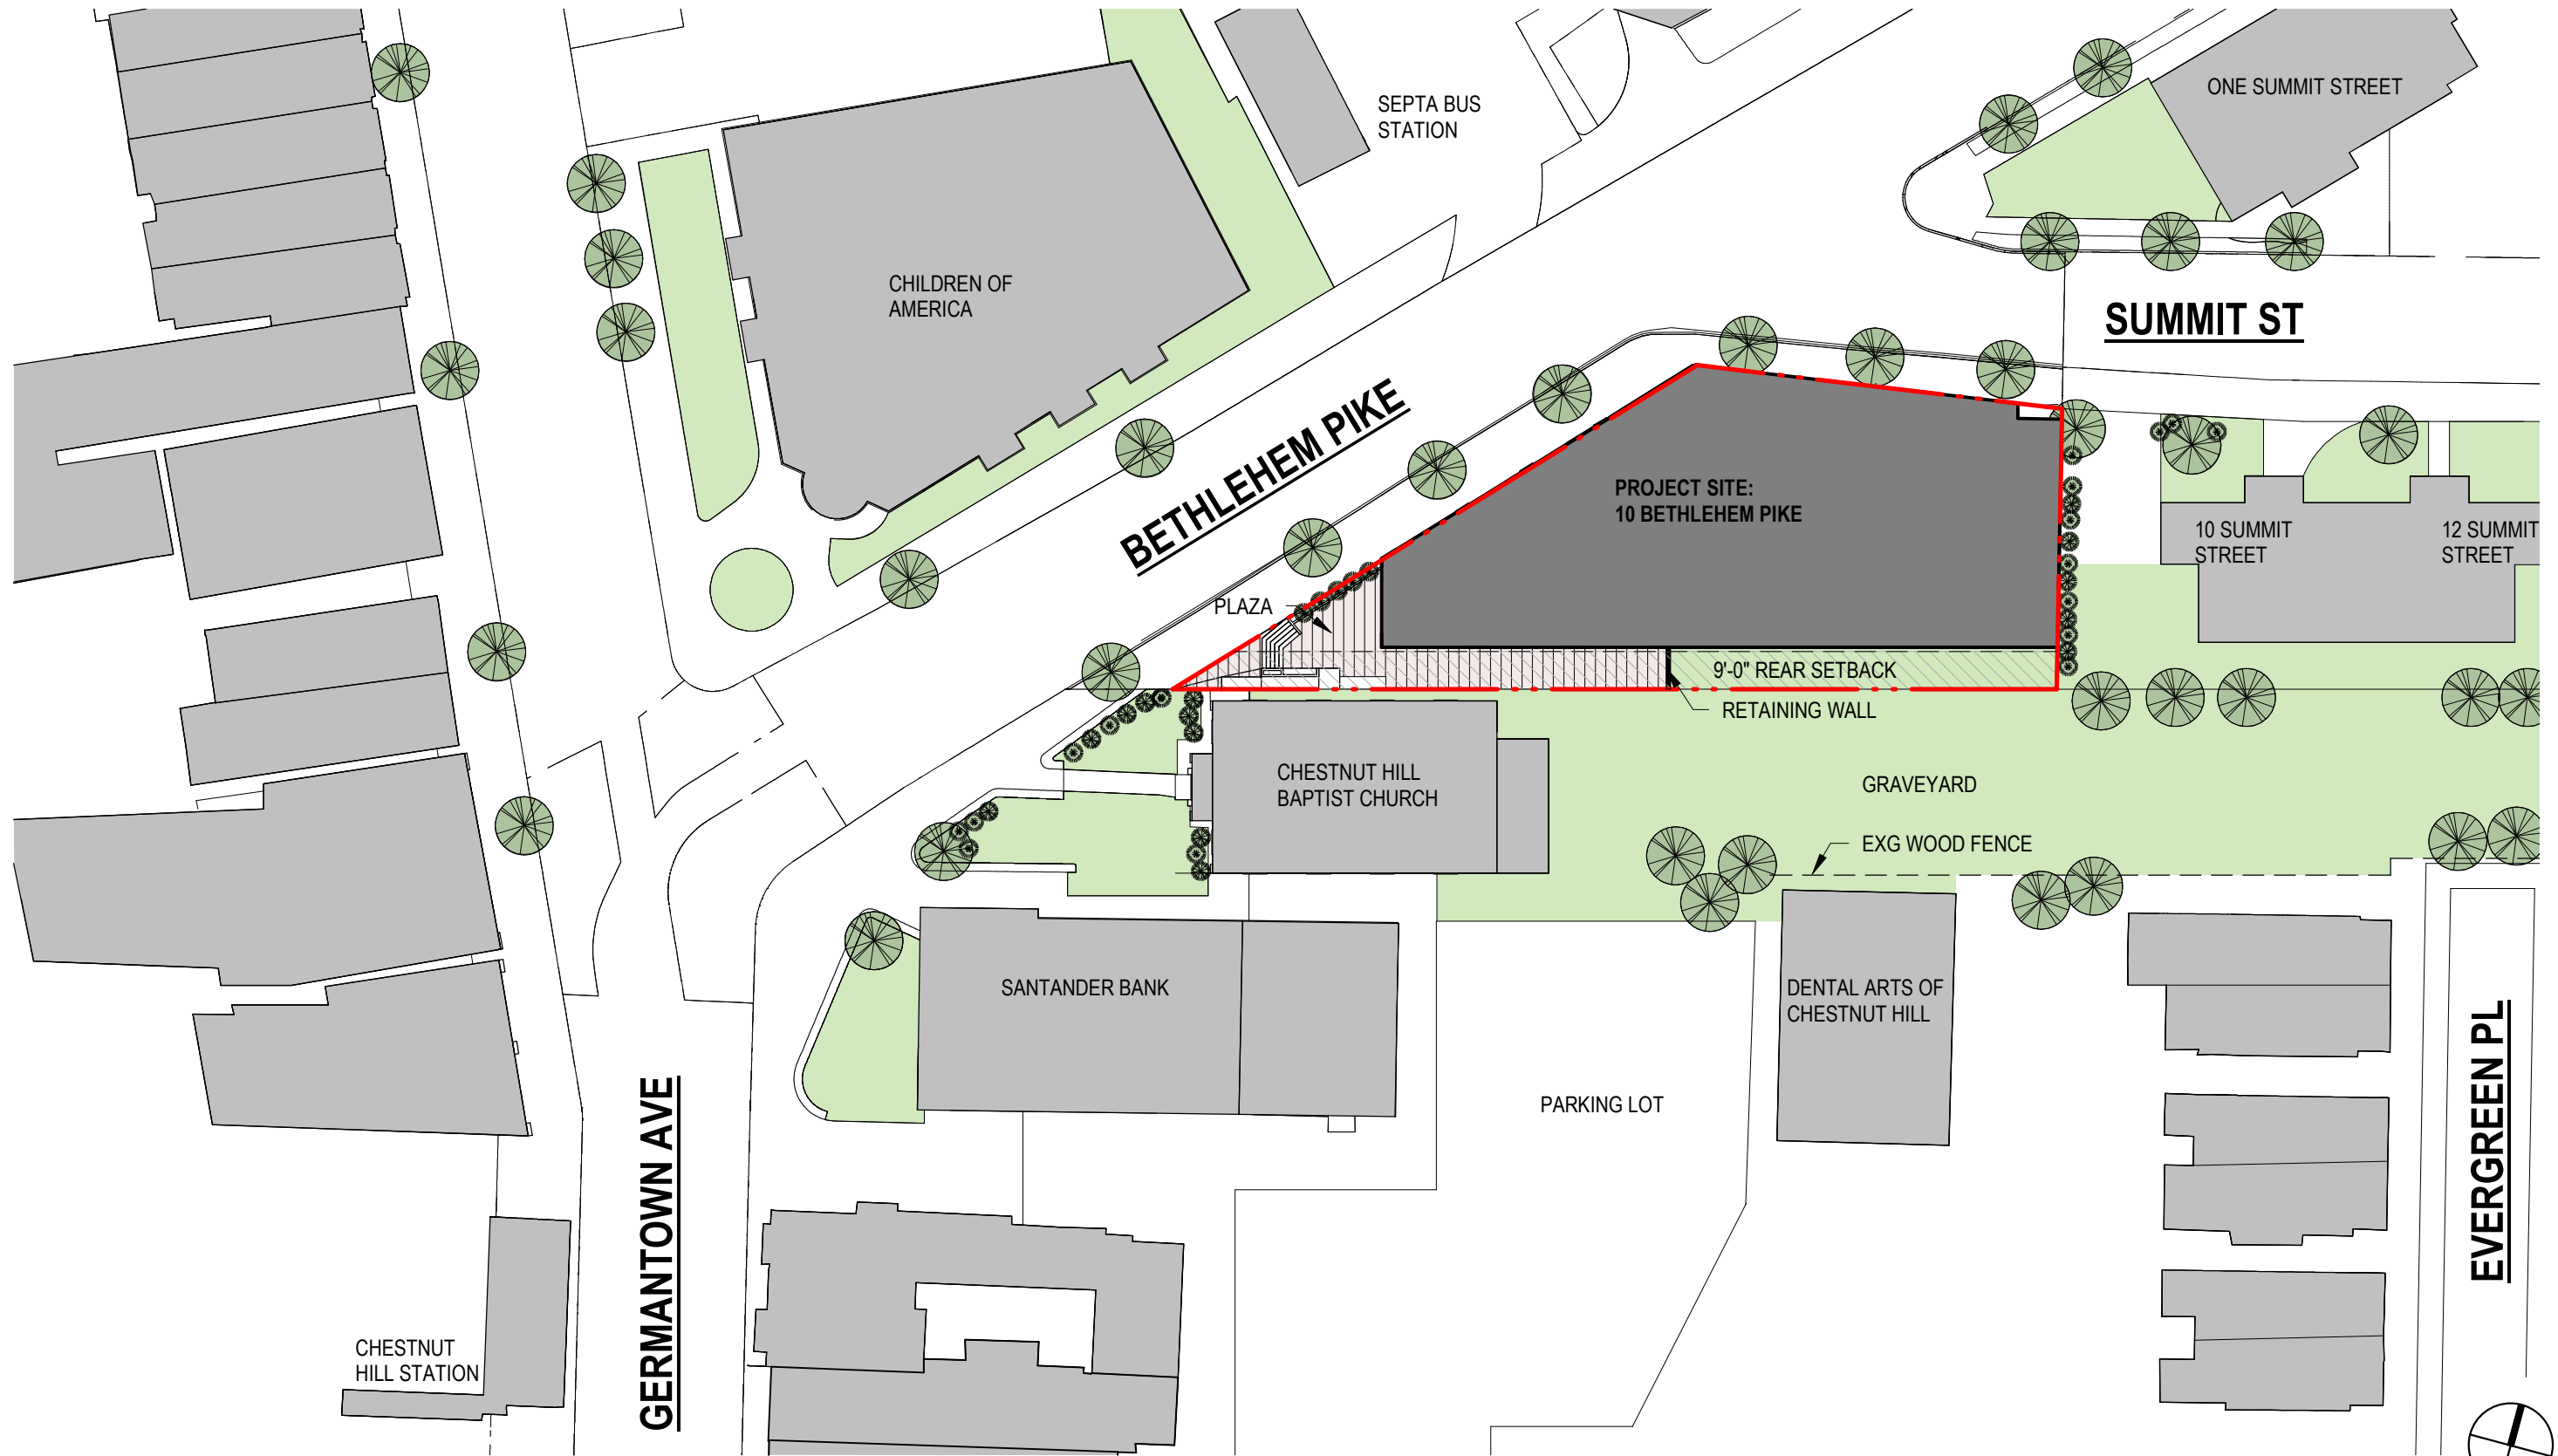 SEPTA BUS
STATION
ONE SUMMIT STREET
CHILDREN OF
AMERICA
SUMMIT ST
BETHLEHEM PIKE
PROJECT SITE:
10 BETHLEHEM PIKE
10 SUMMIT
STREET
12 SUMMIT
STREET
PLAZA
9'-0" REAR SETBACK
RETAINING WALL
CHESTNUT HILL
BAPTIST CHURCH
GRAVEYARD
EXG WOOD FENCE
SANTANDER BANK
DENTAL ARTS OF
CHESTNUT HILL
PARKING LOT
GERMANTOWN AVE
EVERGREEN PL
CHESTNUT
HILL STATION